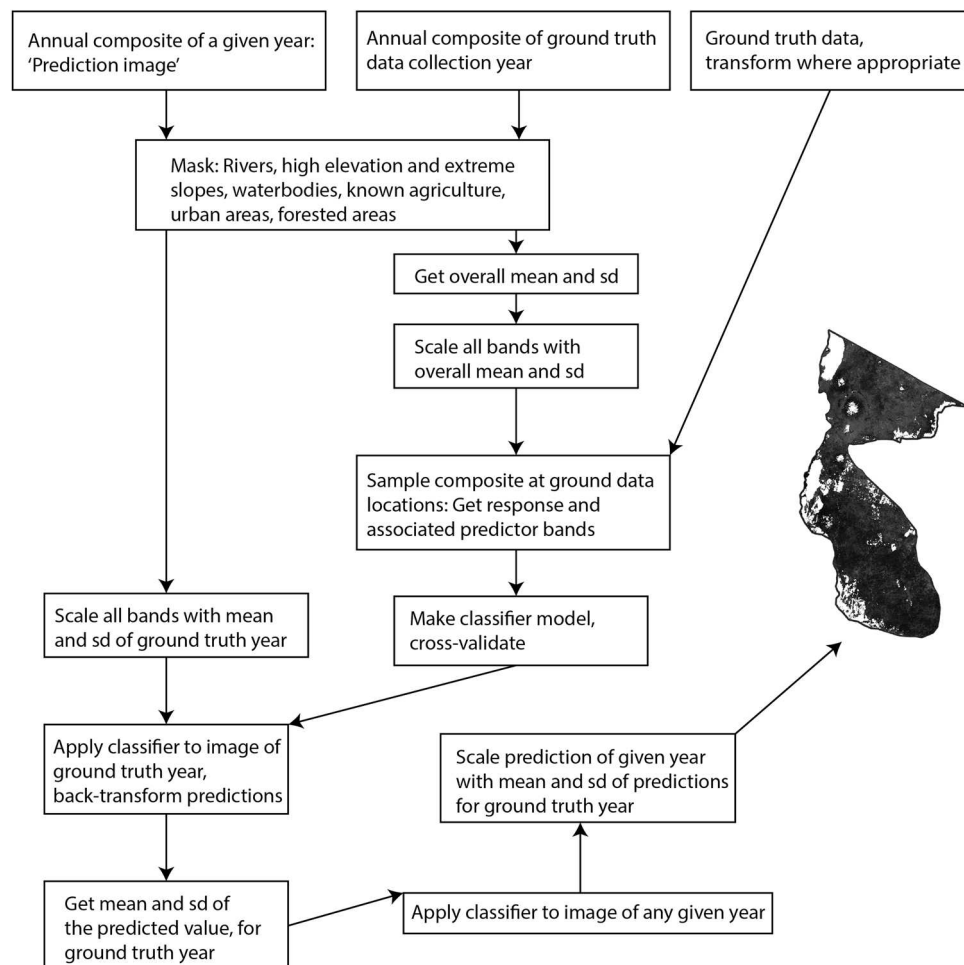 Annual composite of a given year:
‘Prediction image’
Annual composite of ground truth
data collection year
Ground truth data,
transform where appropriate
Mask: Rivers, high elevation and extreme
slopes, waterbodies, known agriculture,
urban areas, forested areas
Get overall mean and sd
Scale all bands with
overall mean and sd
Sample composite at ground data
locations: Get response and
associated predictor bands
Scale all bands with mean
and sd of ground truth year
Make classifier model,
cross-validate
Apply classifier to image of
ground truth year,
back-transform predictions
Scale prediction of given year
with mean and sd of predictions
for ground truth year
Get mean and sd of
the predicted value, for
ground truth year
Apply classifier to image of any given year